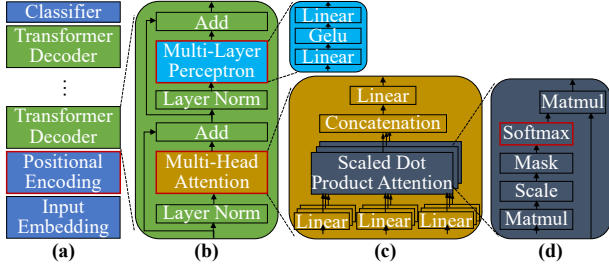 Classifier
Transformer
Decoder
⋮
Transformer
Decoder
Positional
Encoding
Input
Embedding
(a)
Add
Multi-Layer
Perceptron
Layer Norm
Add
Multi-Head
Attention
Layer Norm
(b)
Linear
Gelu
Linear
Linear
Concatenation
Scaled Dot
Product Attention
Linear Linear Linear
(c)
Matmul
Softmax
Mask
Scale
Matmul
(d)